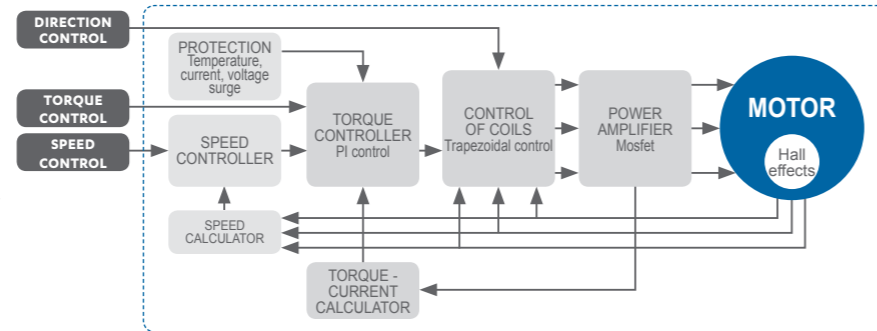 DIRECTION
CONTROL
PROTECTION
Temperature,
current, voltage
surge
TORQUE
CONTROL
SPEED
CONTROL
SPEED
CONTROLLER
TORQUE
CONTROLLER
PI control
CONTROL
OF COILS
Trapezoidal control
POWER
AMPLIFIER
Mosfet
MOTOR
Hall
effects
SPEED
CALCULATOR
TORQUE -
CURRENT
CALCULATOR